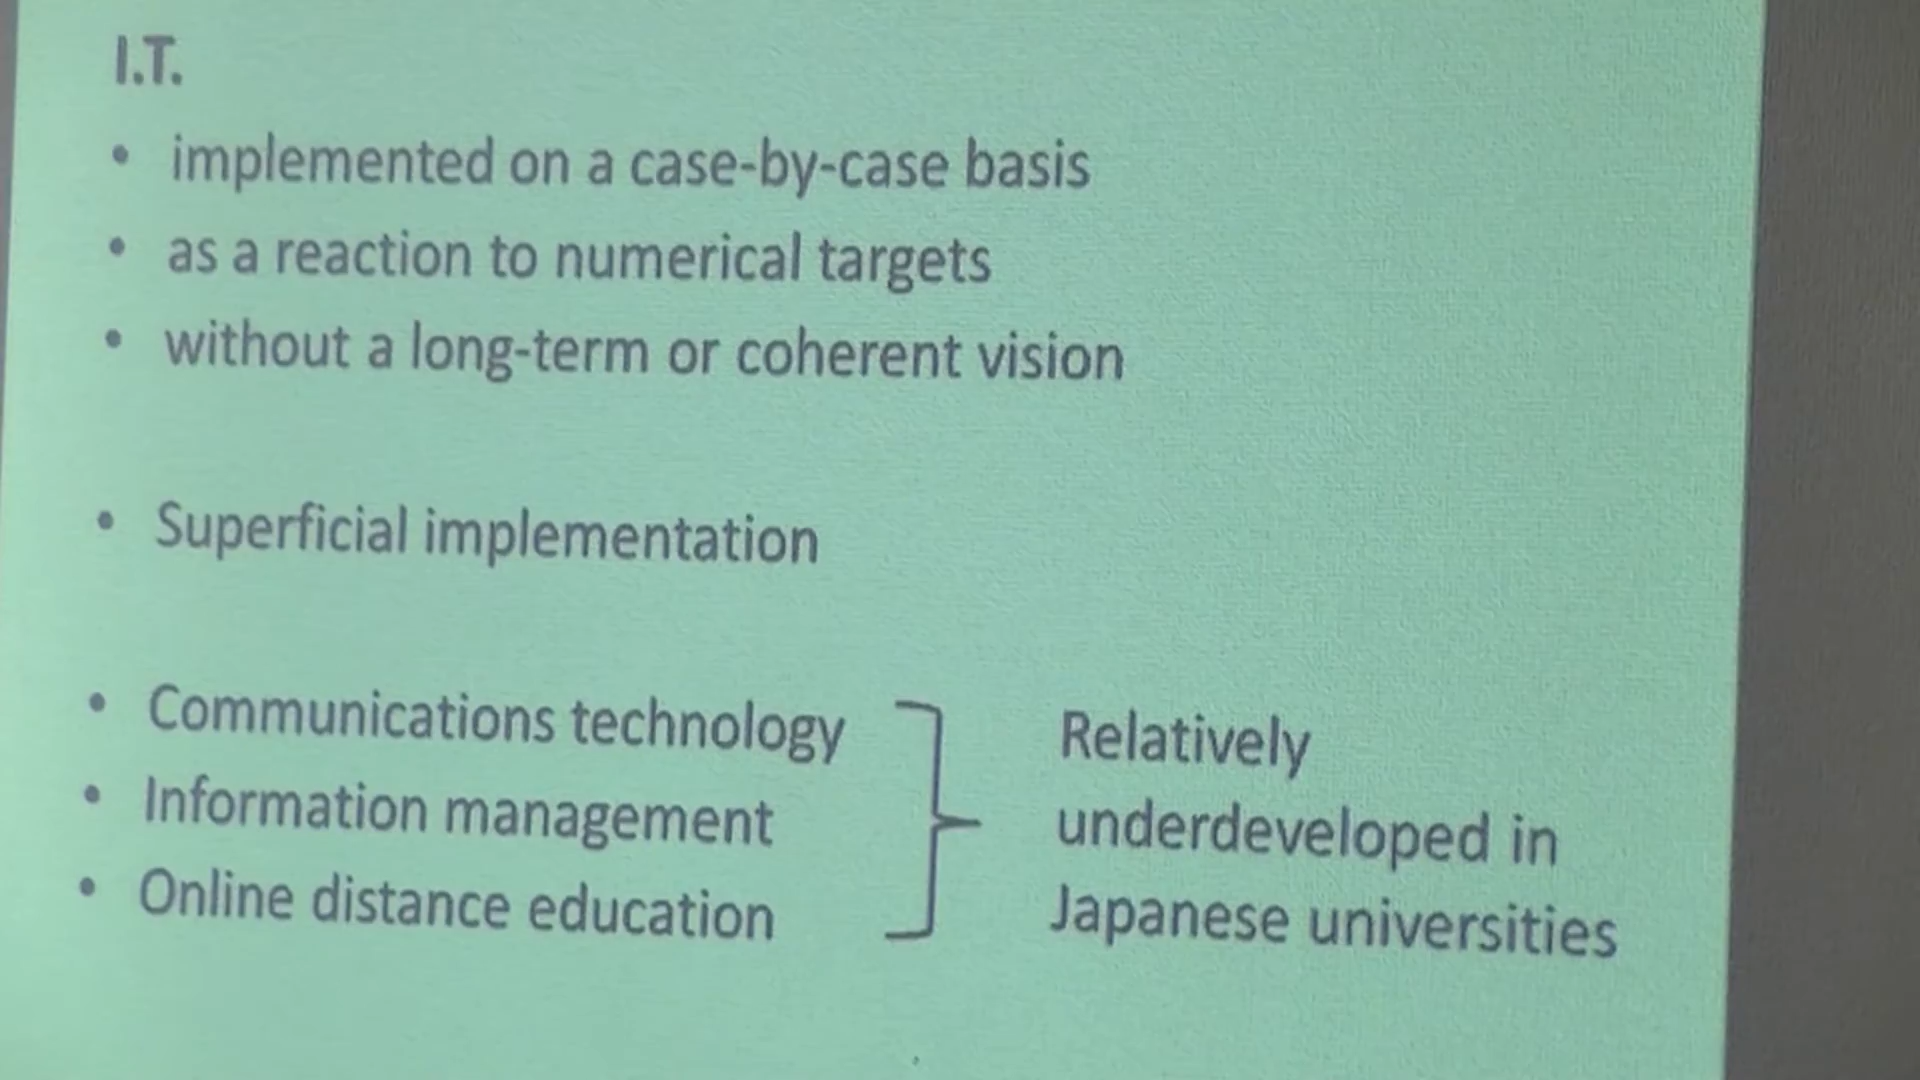 I.T.
• implemented on a case-by-case basis
• as a reaction to numerical targets
• without a long-term or coherent vision
• Superficial implementation
• Communications technology
• Information management
• Online distance education
Relatively
underdeveloped in
Japanese universities